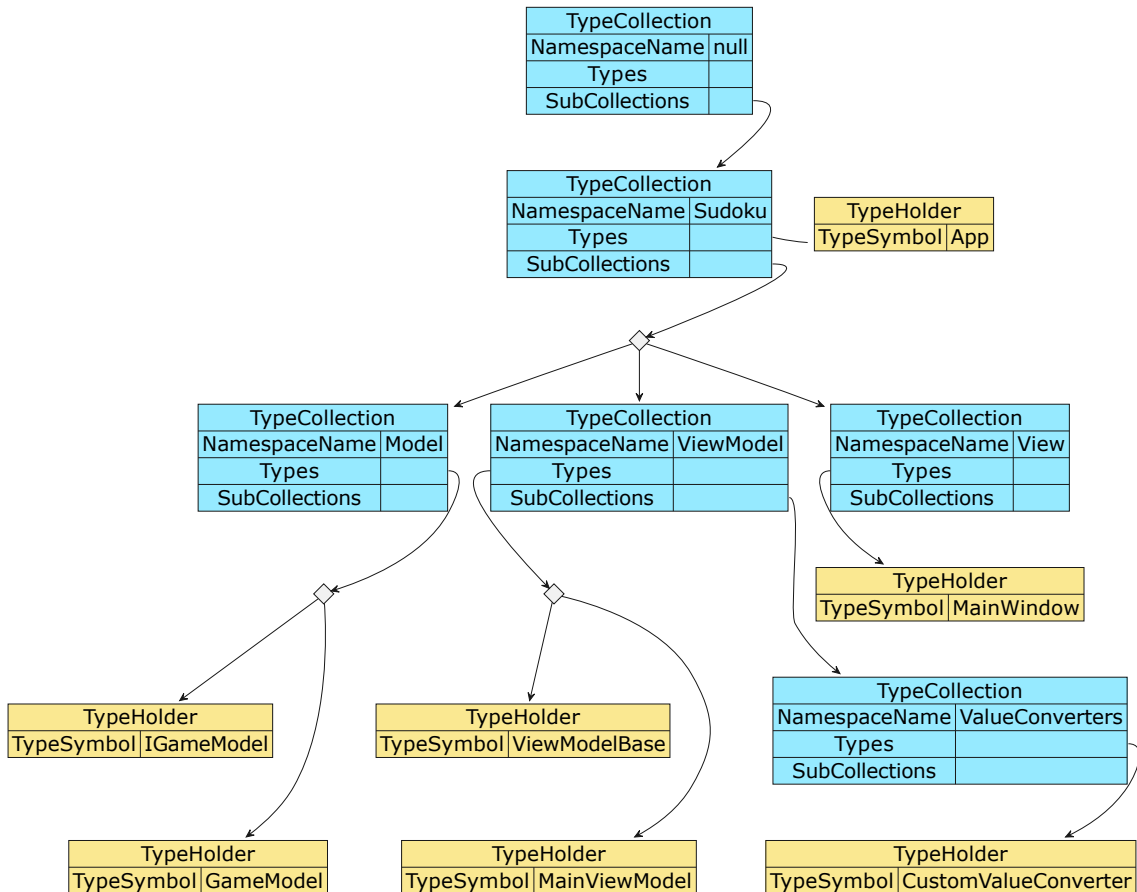 TypeCollection
NamespaceName null
Types
SubCollections
TypeCollection
NamespaceName Sudoku
Types
SubCollections
TypeHolder
TypeSymbol App
TypeCollection
NamespaceName Model
Types
SubCollections
TypeCollection
NamespaceName ViewModel
Types
SubCollections
TypeCollection
NamespaceName View
Types
SubCollections
TypeHolder
TypeSymbol MainWindow
TypeHolder
TypeSymbol IGameModel
TypeHolder
TypeSymbol ViewModelBase
TypeCollection
NamespaceName ValueConverters
Types
SubCollections
TypeHolder
TypeSymbol GameModel
TypeHolder
TypeSymbol MainViewModel
TypeHolder
TypeSymbol CustomValueConverter